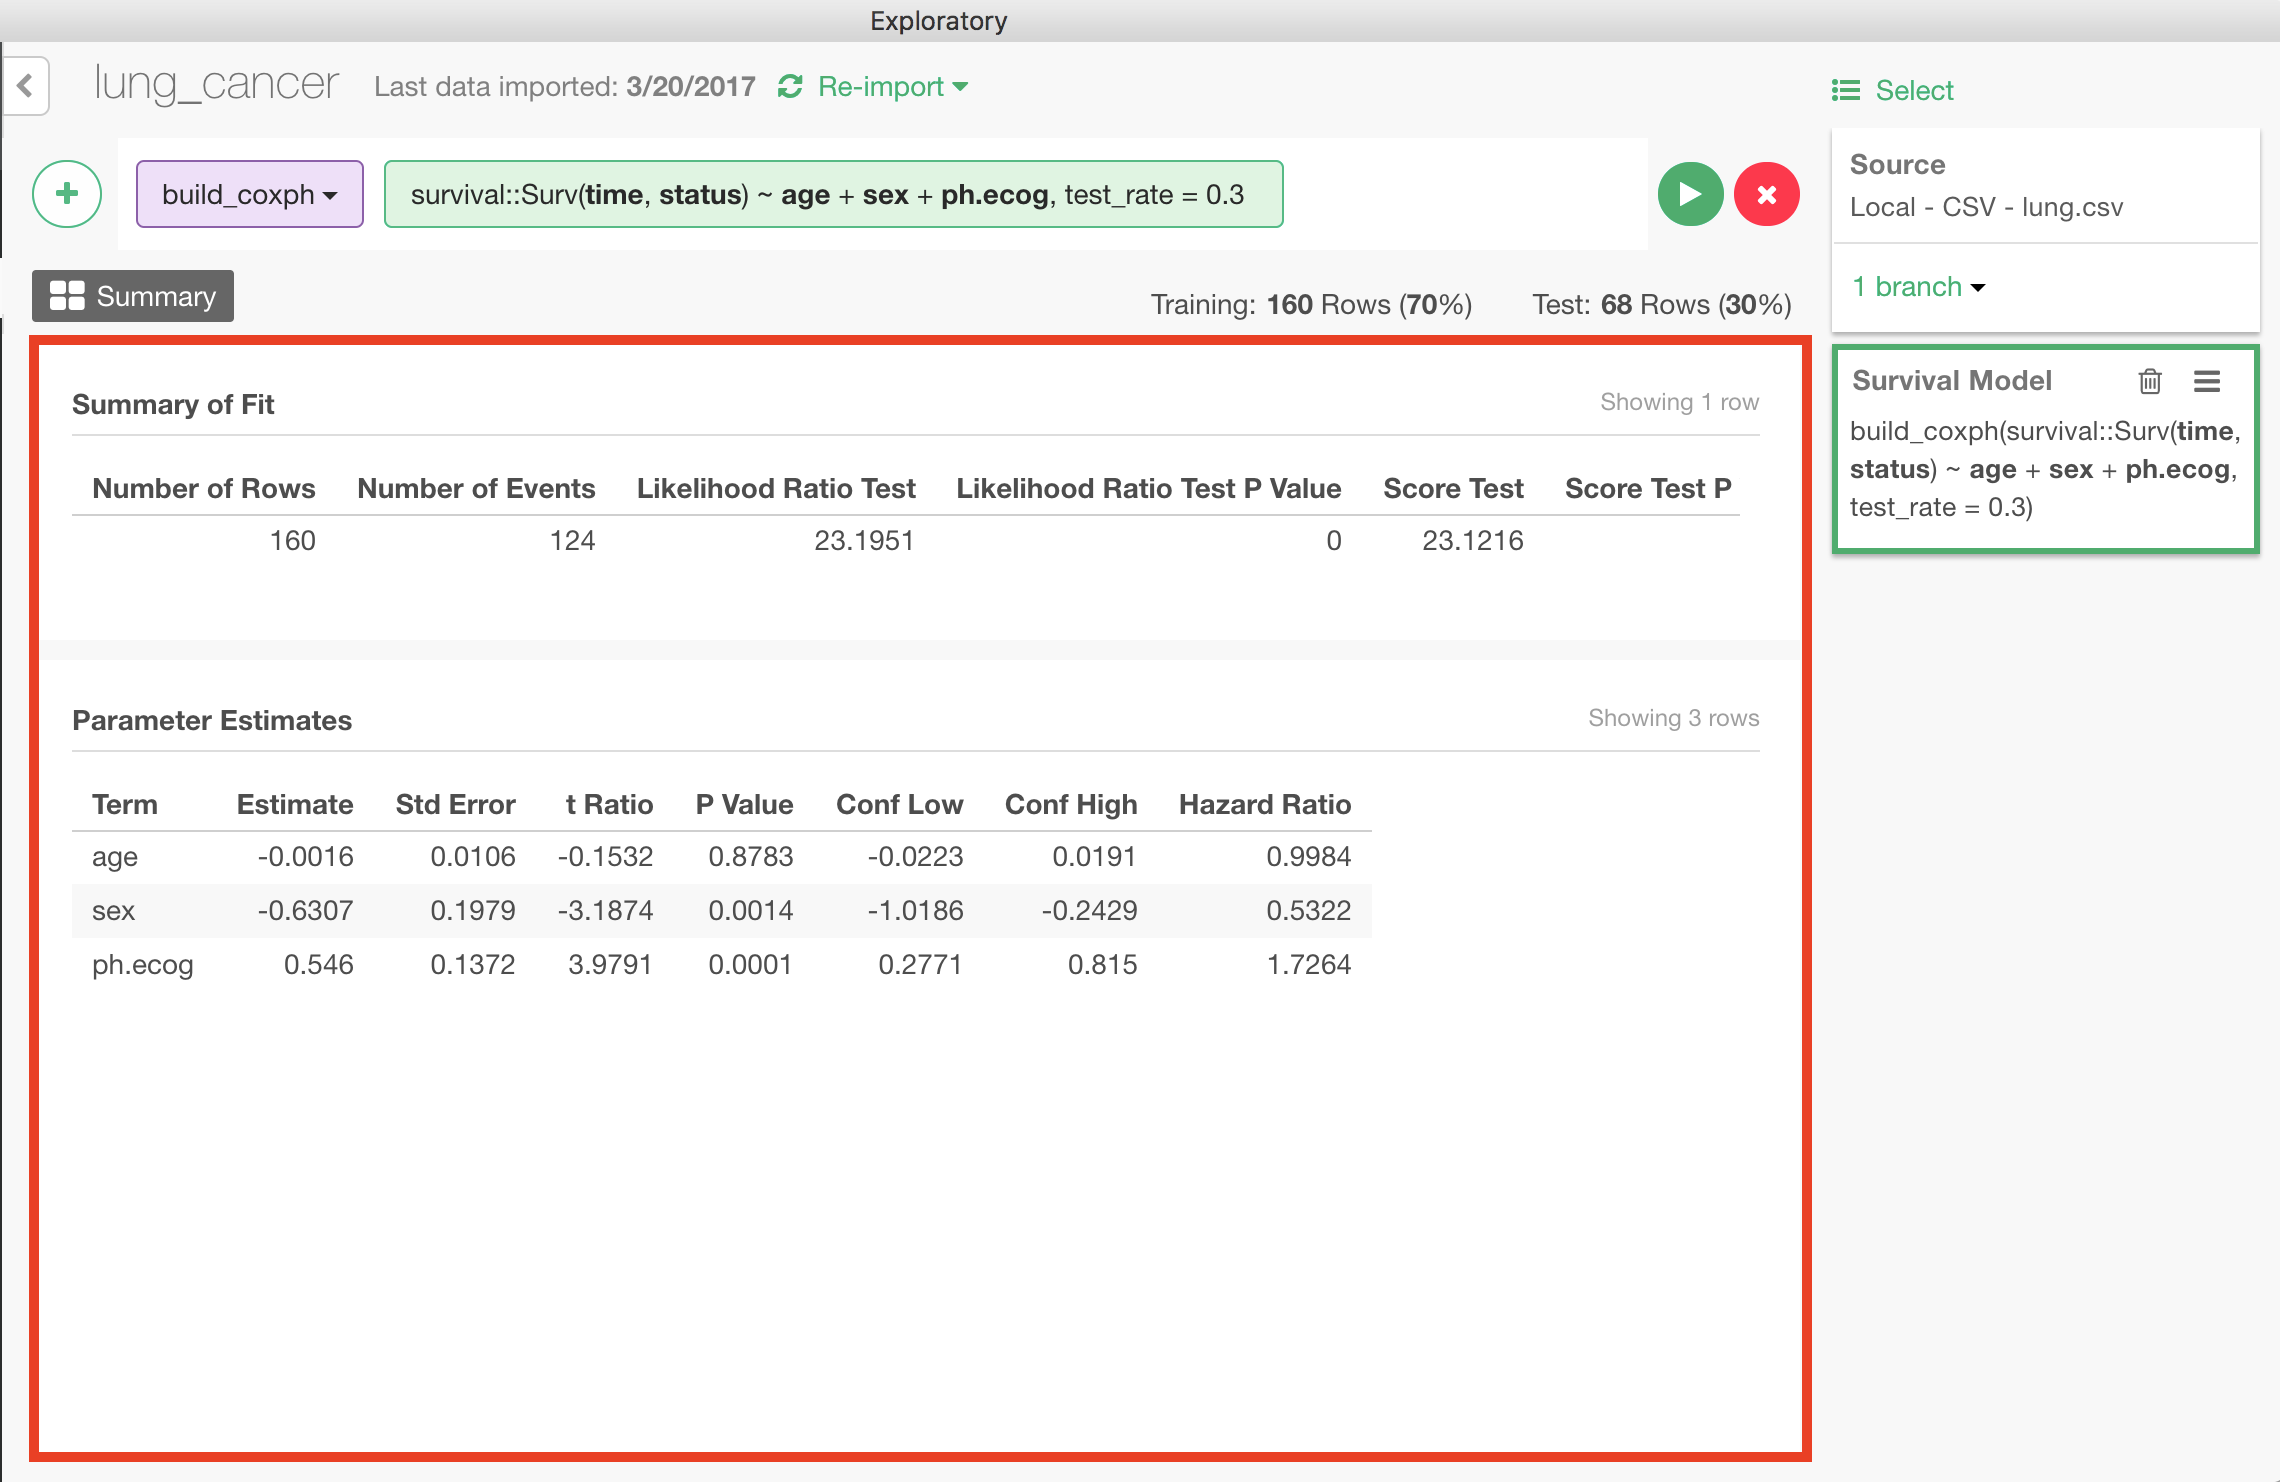 Exploratory
lung_cancer Last data imported: 3/20/2017 Re-import
Select
build_coxph survival::Surv(time, status) ~ age + sex + ph.ecog, test_rate = 0.3
Source
Local - CSV - lung.csv
1 branch
Summary Training: 160 Rows (70%) Test: 68 Rows (30%)
Survival Model
build_coxph(survival::Surv(time,
status) ~ age + sex + ph.ecog,
test_rate = 0.3)
Summary of Fit Showing 1 row
Number of Rows Number of Events Likelihood Ratio Test Likelihood Ratio Test P Value Score Test Score Test P
160 124 23.1951 0 23.1216
Parameter Estimates Showing 3 rows
Term Estimate Std Error t Ratio P Value Conf Low Conf High Hazard Ratio
age -0.0016 0.0106 -0.1532 0.8783 -0.0223 0.0191 0.9984
sex -0.6307 0.1979 -3.1874 0.0014 -1.0186 -0.2429 0.5322
ph.ecog 0.546 0.1372 3.9791 0.0001 0.2771 0.815 1.7264